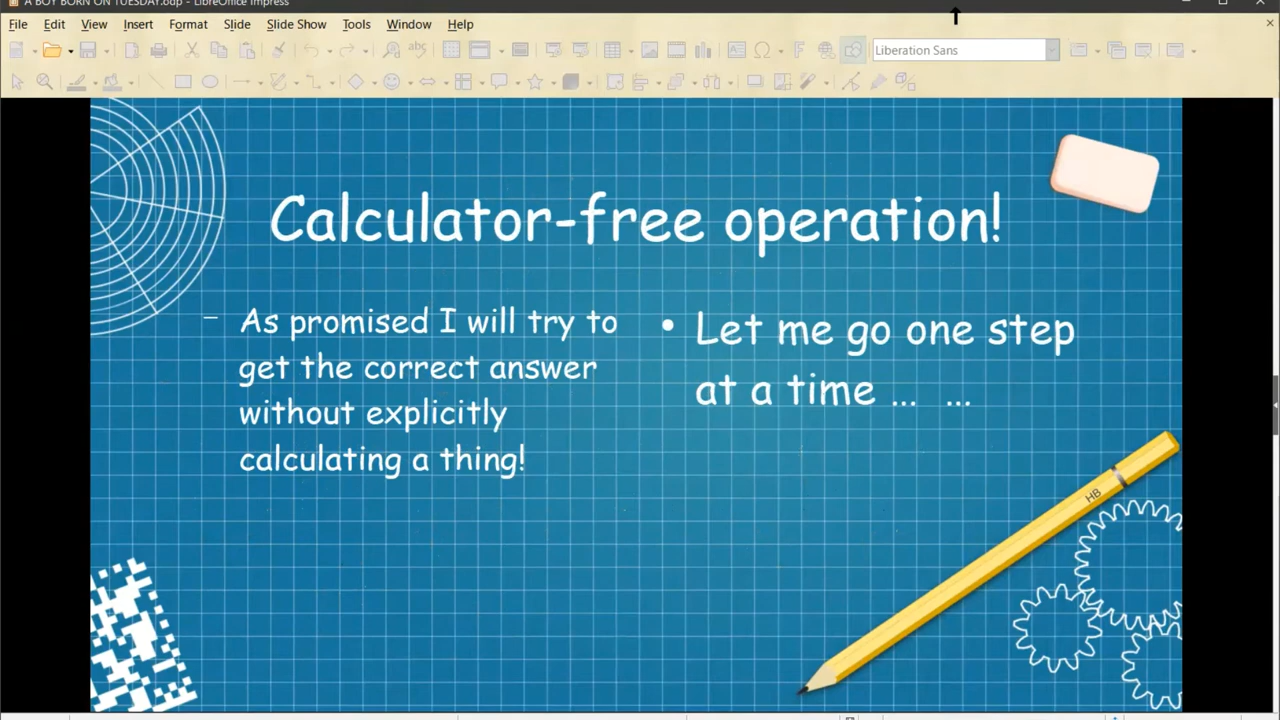 A BOY BORN ON TUESDAY.odp - LibreOffice Impress
File Edit View Insert Format Slide Slide Show Tools Window Help
Liberation Sans
Calculator-free operation!
– As promised I will try to
get the correct answer
without explicitly
calculating a thing!
• Let me go one step
at a time ... ...
HB